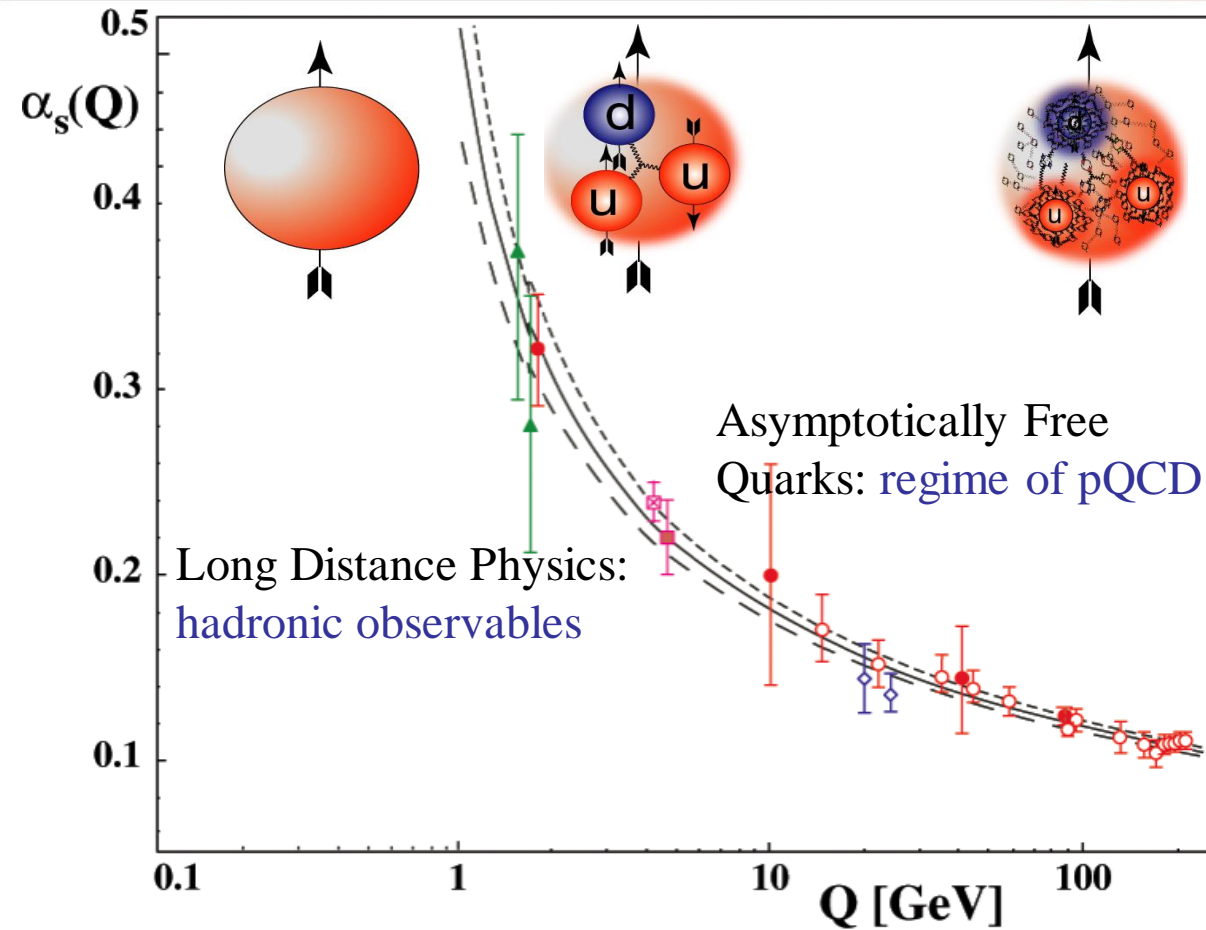 0.5
αs(Q)
0.4
0.3
0.2
0.1
d
u
u
d
u
u
Asymptotically Free
Quarks: regime of pQCD
Long Distance Physics:
hadronic observables
0.1 1 10 100
Q [GeV]